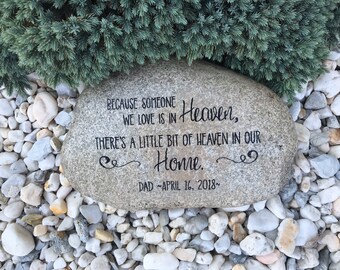 BECAUSE SOMEONE
WE LOVE IS IN Heaven,
THERE'S A LITTLE BIT OF HEAVEN IN OUR
Home.
DAD ~APRIL 16, 2018~